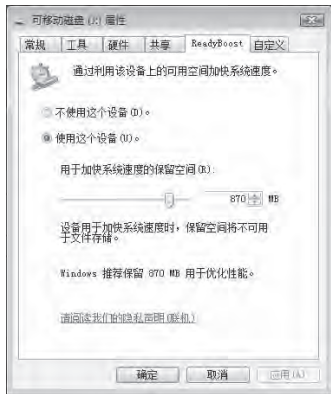 可移动磁盘 (J:) 属性
常规 工具 硬件 共享 ReadyBoost 自定义
通过利用该设备上的可用空间加快系统速度。
不使用这个设备(D)。
使用这个设备(U)。
用于加快系统速度的保留空间(R):
870 MB
设备用于加快系统速度时，保留空间将不可用
于文件存储。
Windows 推荐保留 870 MB 用于优化性能。
请阅读我们的隐私声明(联机)
确定 取消 应用(A)